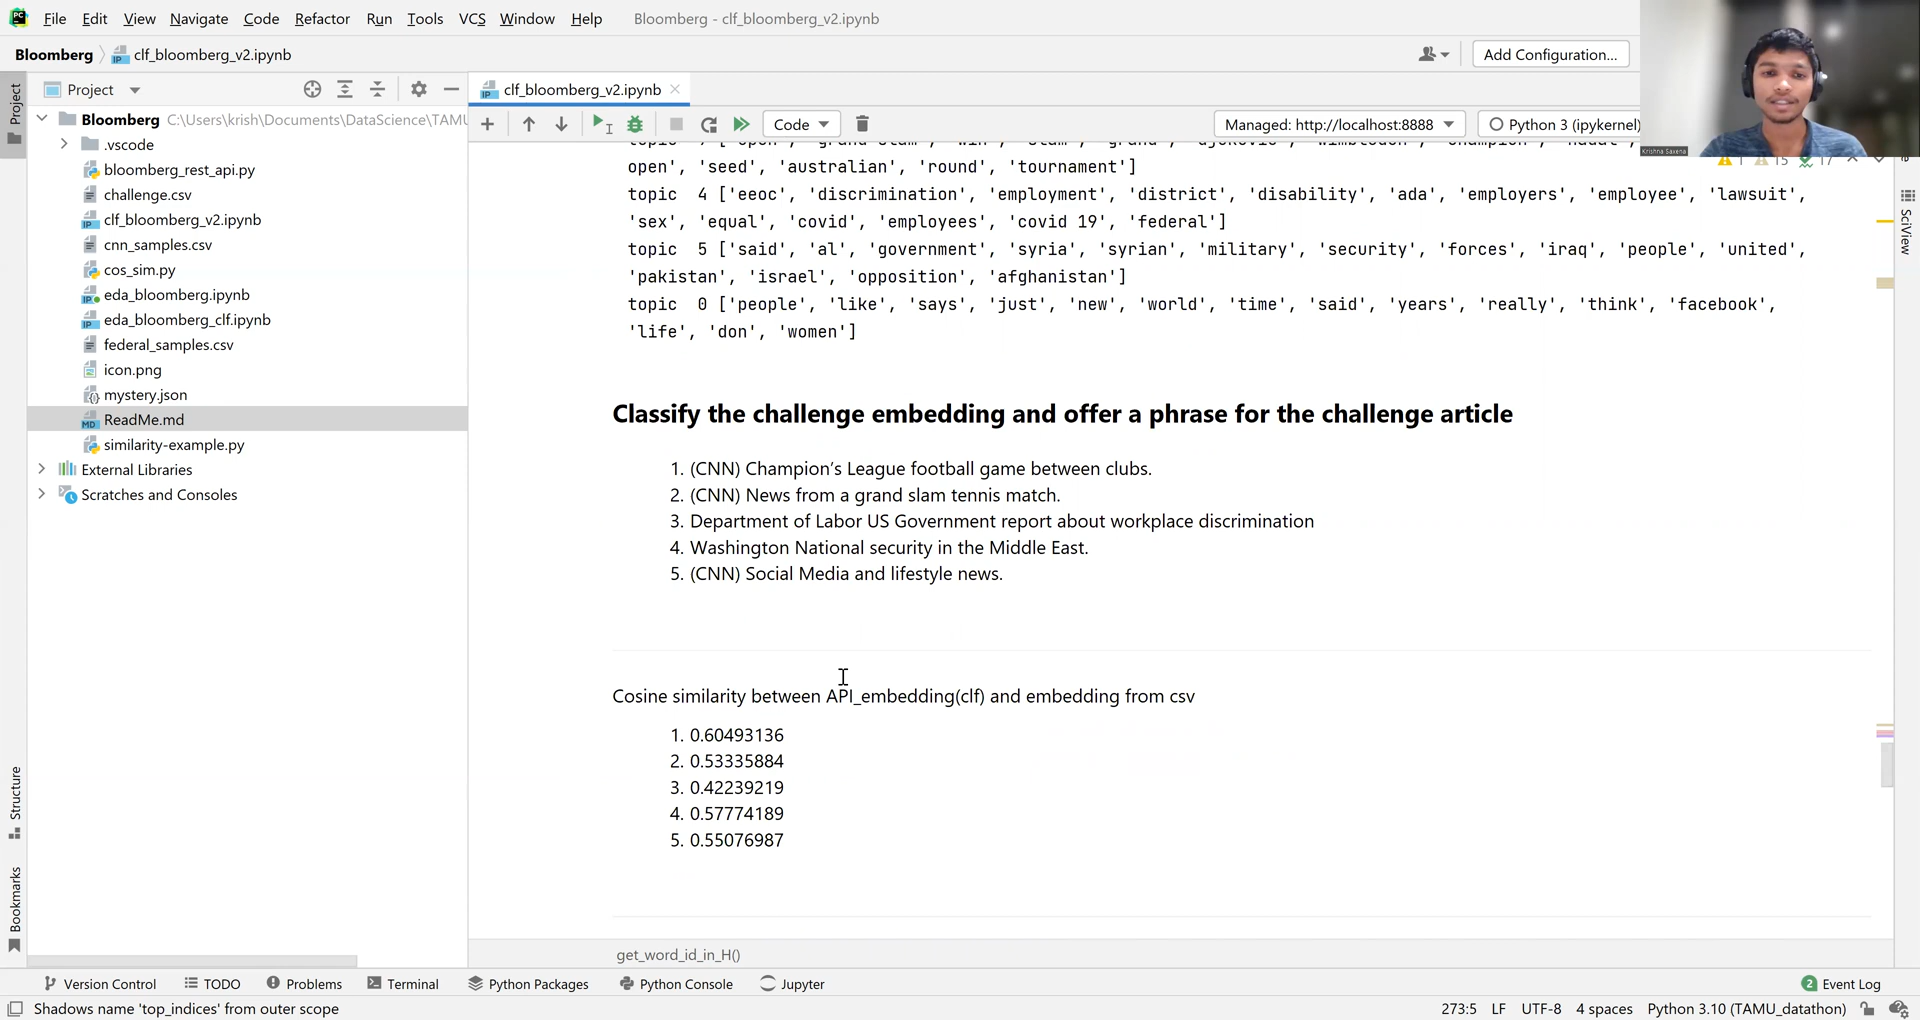 File Edit View Navigate Code Refactor Run Tools VCS Window Help Bloomberg - clf_bloomberg_v2.ipynb
Bloomberg clf_bloomberg_v2.ipynb Add Configuration...
Project clf_bloomberg_v2.ipynb
Project
Code Managed: http://localhost:8888 Python 3 (ipykernel)
Krishna Saxena
Bloomberg C:\Users\krish\Documents\DataScience\TAMU
.vscode
bloomberg_rest_api.py
challenge.csv
clf_bloomberg_v2.ipynb
cnn_samples.csv
cos_sim.py
eda_bloomberg.ipynb
eda_bloomberg_clf.ipynb
federal_samples.csv
icon.png
mystery.json
ReadMe.md
similarity-example.py
External Libraries
Scratches and Consoles
open', 'seed', 'australian', 'round', 'tournament']
topic 4 ['eeoc', 'discrimination', 'employment', 'district', 'disability', 'ada', 'employers', 'employee', 'lawsuit',
'sex', 'equal', 'covid', 'employees', 'covid 19', 'federal']
topic 5 ['said', 'al', 'government', 'syria', 'syrian', 'military', 'security', 'forces', 'iraq', 'people', 'united',
'pakistan', 'israel', 'opposition', 'afghanistan']
topic 0 ['people', 'like', 'says', 'just', 'new', 'world', 'time', 'said', 'years', 'really', 'think', 'facebook',
'life', 'don', 'women']
Classify the challenge embedding and offer a phrase for the challenge article
1. (CNN) Champion’s League football game between clubs.
2. (CNN) News from a grand slam tennis match.
3. Department of Labor US Government report about workplace discrimination
4. Washington National security in the Middle East.
5. (CNN) Social Media and lifestyle news.
Cosine similarity between API_embedding(clf) and embedding from csv
1. 0.60493136
2. 0.53335884
3. 0.42239219
4. 0.57774189
5. 0.55076987
get_word_id_in_H()
SciView
Structure
Bookmarks
Version Control TODO Problems Terminal Python Packages Python Console Jupyter 2 Event Log
Shadows name 'top_indices' from outer scope 273:5 LF UTF-8 4 spaces Python 3.10 (TAMU_datathon)